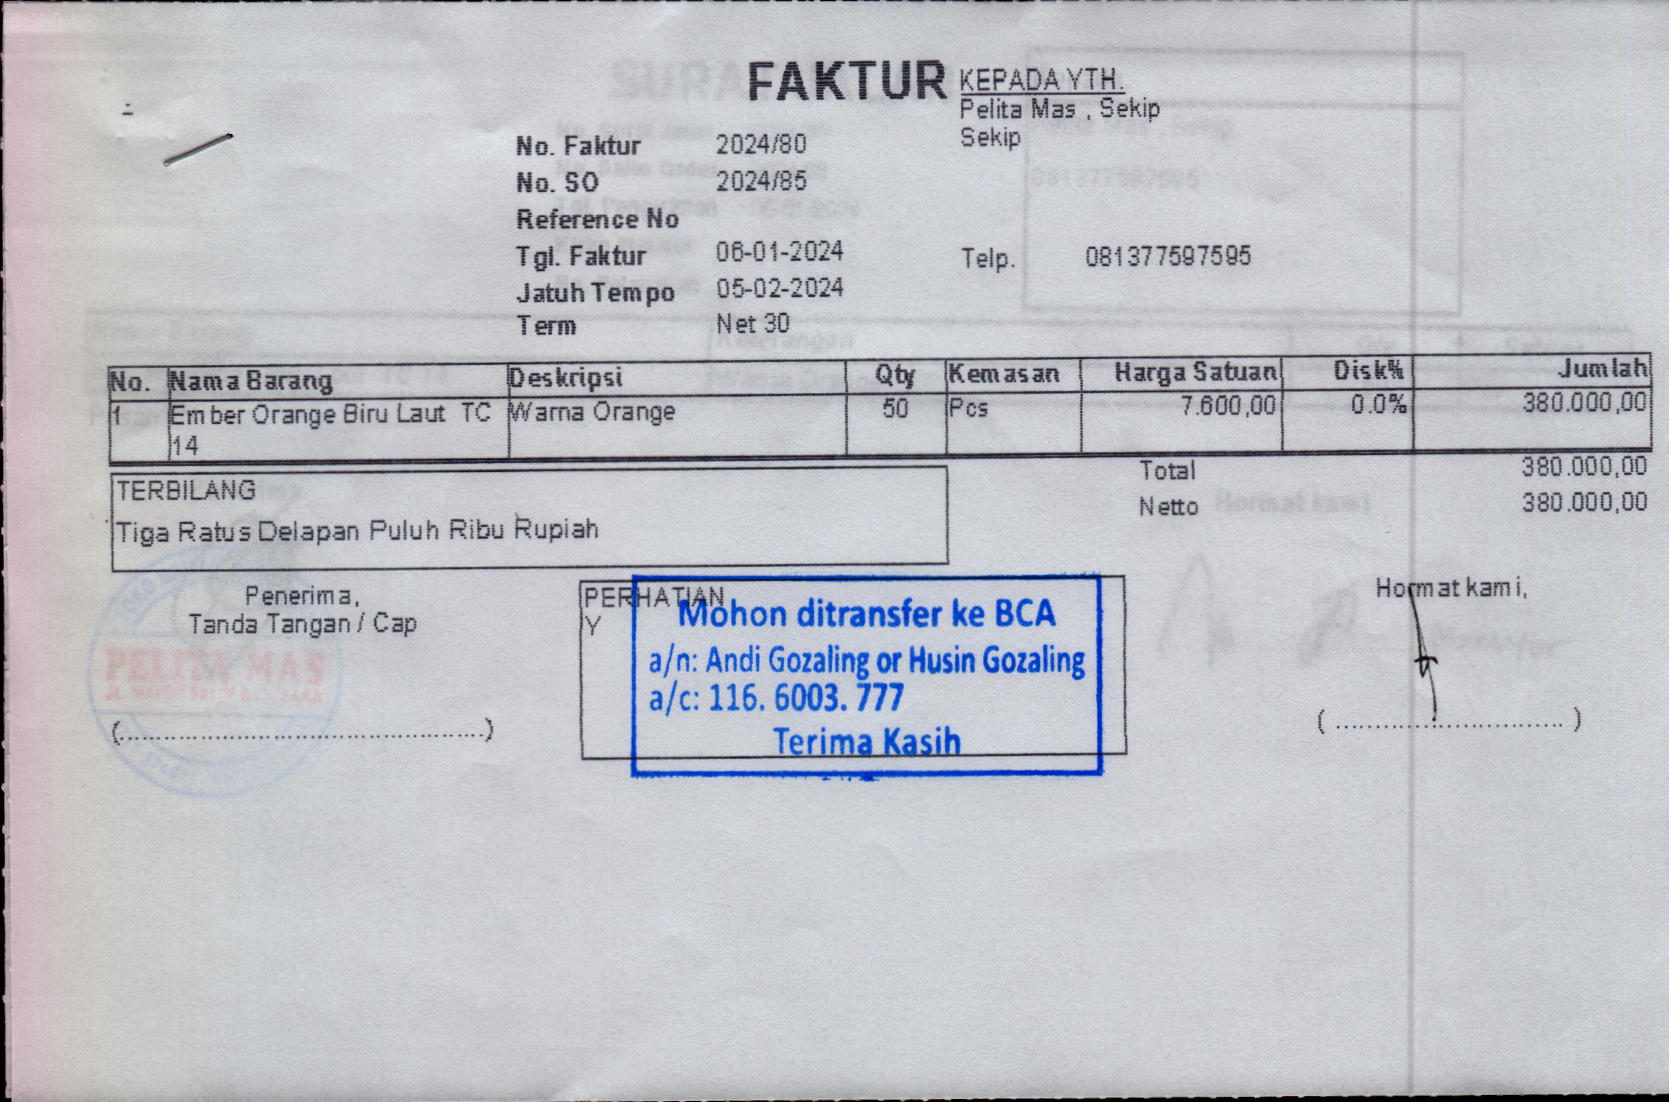 FAKTUR
KEPADA YTH.
Pelita Mas , Sekip
Sekip
No. Faktur 2024/80
No. SO 2024/85
Reference No
Tgl. Faktur 06-01-2024
Telp. 081377597595
Jatuh Tempo 05-02-2024
Term Net 30
No. Nama Barang Deskripsi Qty Kemasan Harga Satuan Disk% Jumlah
1 Ember Orange Biru Laut TC Warna Orange 50 Pcs 7.600,00 0.0% 380.000,00
14
Total 380.000,00
TERBILANG
Netto 380.000,00
Tiga Ratus Delapan Puluh Ribu Rupiah
Penerima,
Tanda Tangan / Cap
PELITA MAS
PERHATIAN
Y
Mohon ditransfer ke BCA
a/n: Andi Gozaling or Husin Gozaling
a/c: 116. 6003. 777
Terima Kasih
Hormat kami,